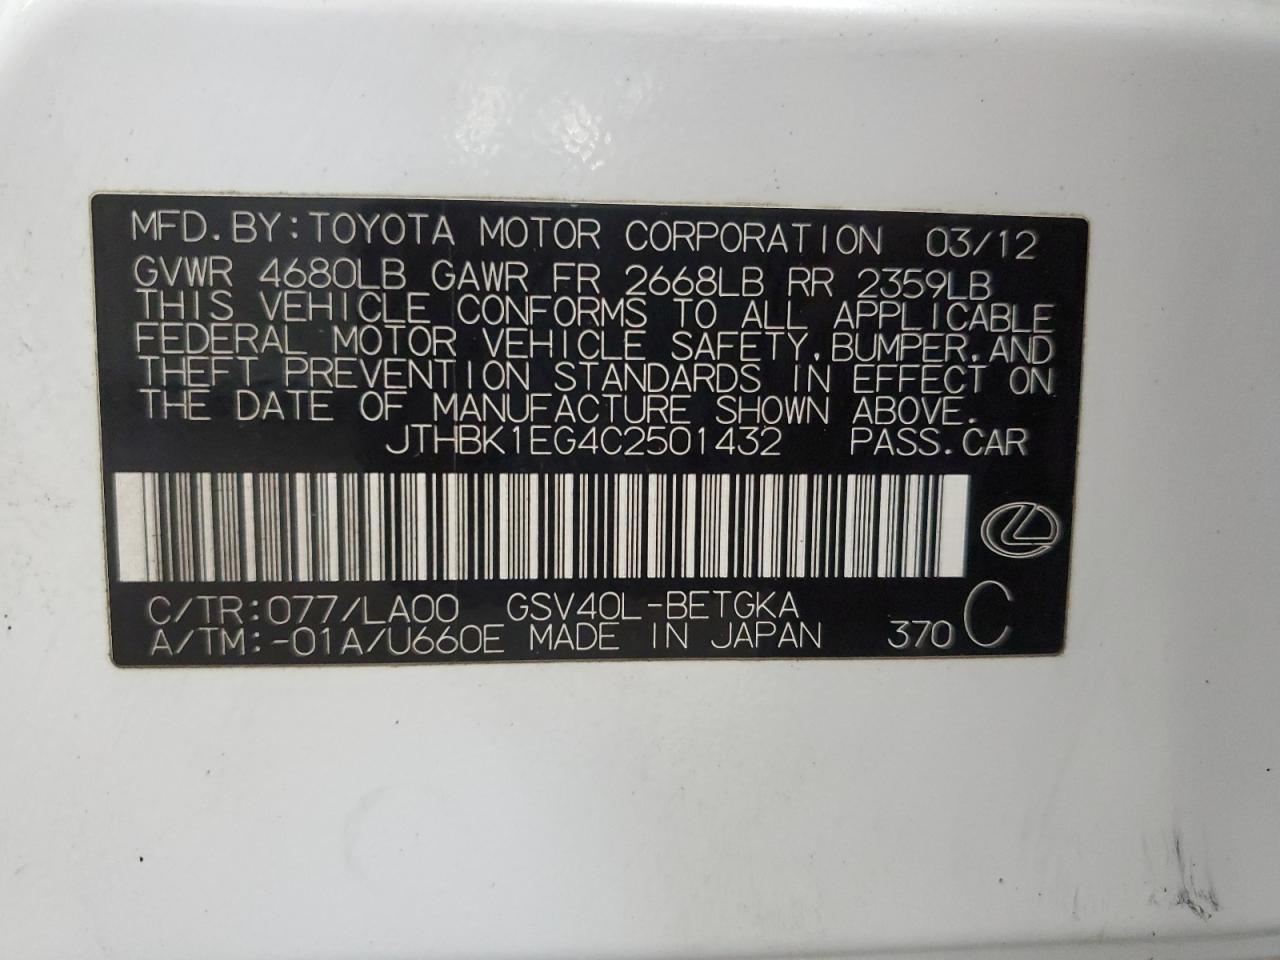 MFD.BY:TOYOTA MOTOR CORPORATION 03/12
GVWR 4680LB GAWR FR 2668LB RR 2359LB
THIS VEHICLE CONFORMS TO ALL APPLICABLE
FEDERAL MOTOR VEHICLE SAFETY,BUMPER,AND
THEFT PREVENTION STANDARDS IN EFFECT ON
THE DATE OF MANUFACTURE SHOWN ABOVE.
JTHBK1EG4C2501432 PASS.CAR
C/TR:077/LA00 GSV40L-BETGKA
A/TM:-01A/U660E MADE IN JAPAN 370 C